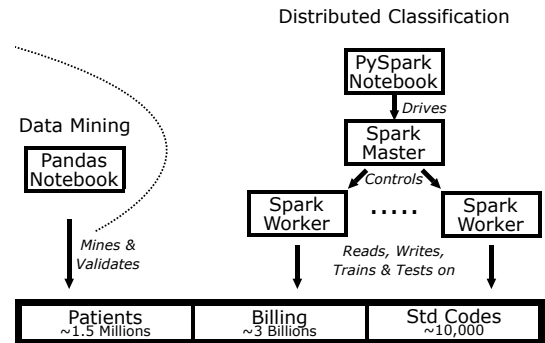 Distributed Classification
PySpark
Notebook
Drives
Data Mining
Pandas
Notebook
Spark
Master
Controls
Spark
Worker
.....
Spark
Worker
Mines &
Validates
Reads, Writes,
Trains & Tests on
Patients
~1.5 Millions
Billing
~3 Billions
Std Codes
~10,000